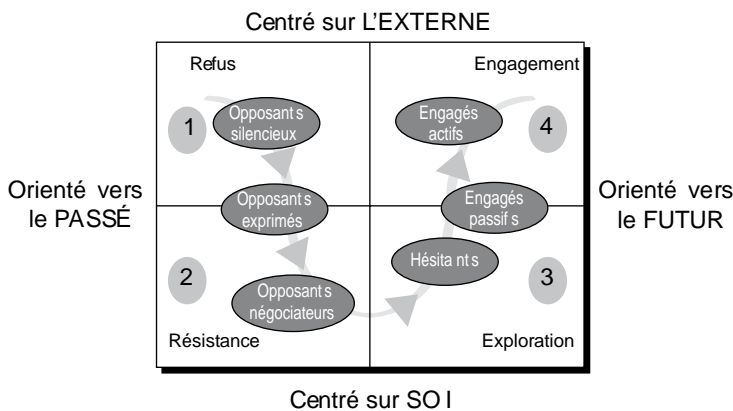 Centré sur L'EXTERNE
Refus
Engagement
1
Opposants
silencieux
Engagés
actifs
4
Orienté vers
le PASSÉ
Opposants
exprimés
Engagés
passifs
Orienté vers
le FUTUR
2
Opposants
négociateurs
Hésitants
3
Résistance
Exploration
Centré sur SOI